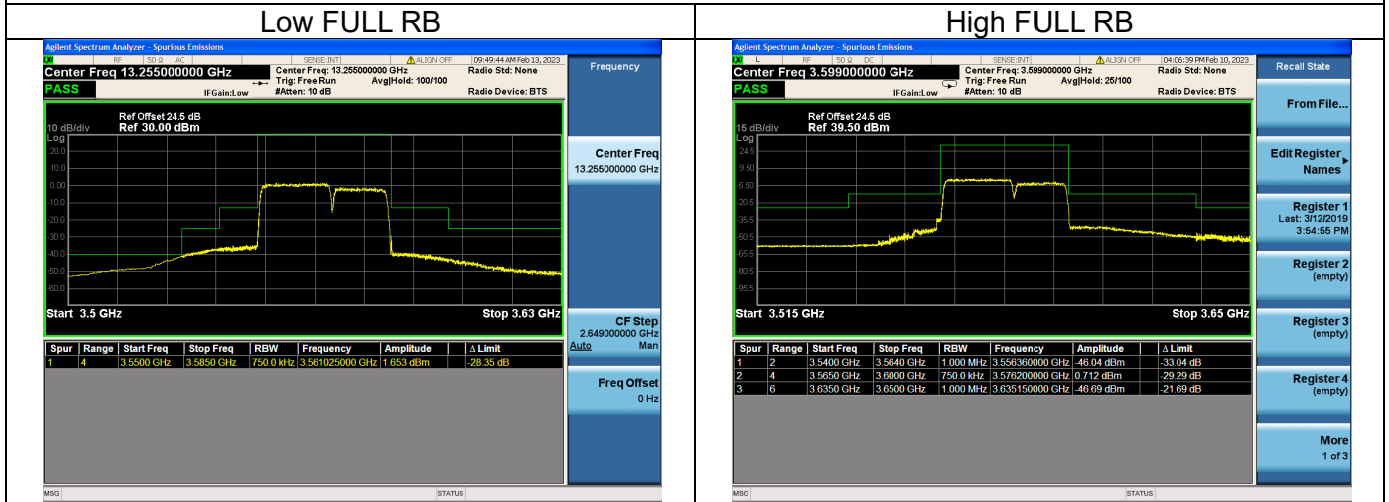 Low FULL RB
High FULL RB
Agilent Spectrum Analyzer - Spurious Emissions
RF 50 Ω AC SENSE:INT ALIGN OFF 09:49:44 AM Feb 13, 2023
Center Freq 13.255000000 GHz
Center Freq: 13.255000000 GHz
Radio Std: None
Trig: Free Run Avg|Hold: 100/100
PASS
IFGain:Low
#Atten: 10 dB
Radio Device: BTS
Ref Offset 24.5 dB
10 dB/div Ref 30.00 dBm
Log
20.0
10.0
0.00
-10.0
-20.0
-30.0
-40.0
-50.0
-60.0
Start 3.5 GHz Stop 3.63 GHz
Spur Range Start Freq Stop Freq RBW Frequency Amplitude Δ Limit
1 4 3.5500 GHz 3.5850 GHz 750.0 kHz 3.561025000 GHz 1.653 dBm -28.35 dB
MSG STATUS
Frequency
Center Freq
13.255000000 GHz
CF Step
2.649000000 GHz
Auto Man
Freq Offset
0 Hz
Agilent Spectrum Analyzer - Spurious Emissions
L RF 50 Ω DC SENSE:INT ALIGN OFF 04:05:39 PM Feb 10, 2023
Center Freq 3.599000000 GHz
Center Freq: 3.599000000 GHz
Radio Std: None
Trig: Free Run Avg|Hold: 25/100
PASS
IFGain:Low
#Atten: 10 dB
Radio Device: BTS
Ref Offset 24.5 dB
15 dB/div Ref 39.50 dBm
Log
24.5
9.50
-5.50
-20.5
-35.5
-50.5
-65.5
-80.5
-95.5
Start 3.515 GHz Stop 3.65 GHz
Spur Range Start Freq Stop Freq RBW Frequency Amplitude Δ Limit
1 2 3.5400 GHz 3.5640 GHz 1.000 MHz 3.556360000 GHz -46.04 dBm -33.04 dB
2 4 3.5650 GHz 3.6000 GHz 750.0 kHz 3.576200000 GHz 0.712 dBm -29.29 dB
3 6 3.6350 GHz 3.6500 GHz 1.000 MHz 3.635150000 GHz -46.69 dBm -21.69 dB
MSG STATUS
Recall State
From File...
Edit Register
Names
Register 1
Last: 3/12/2019
3:54:55 PM
Register 2
(empty)
Register 3
(empty)
Register 4
(empty)
More
1 of 3